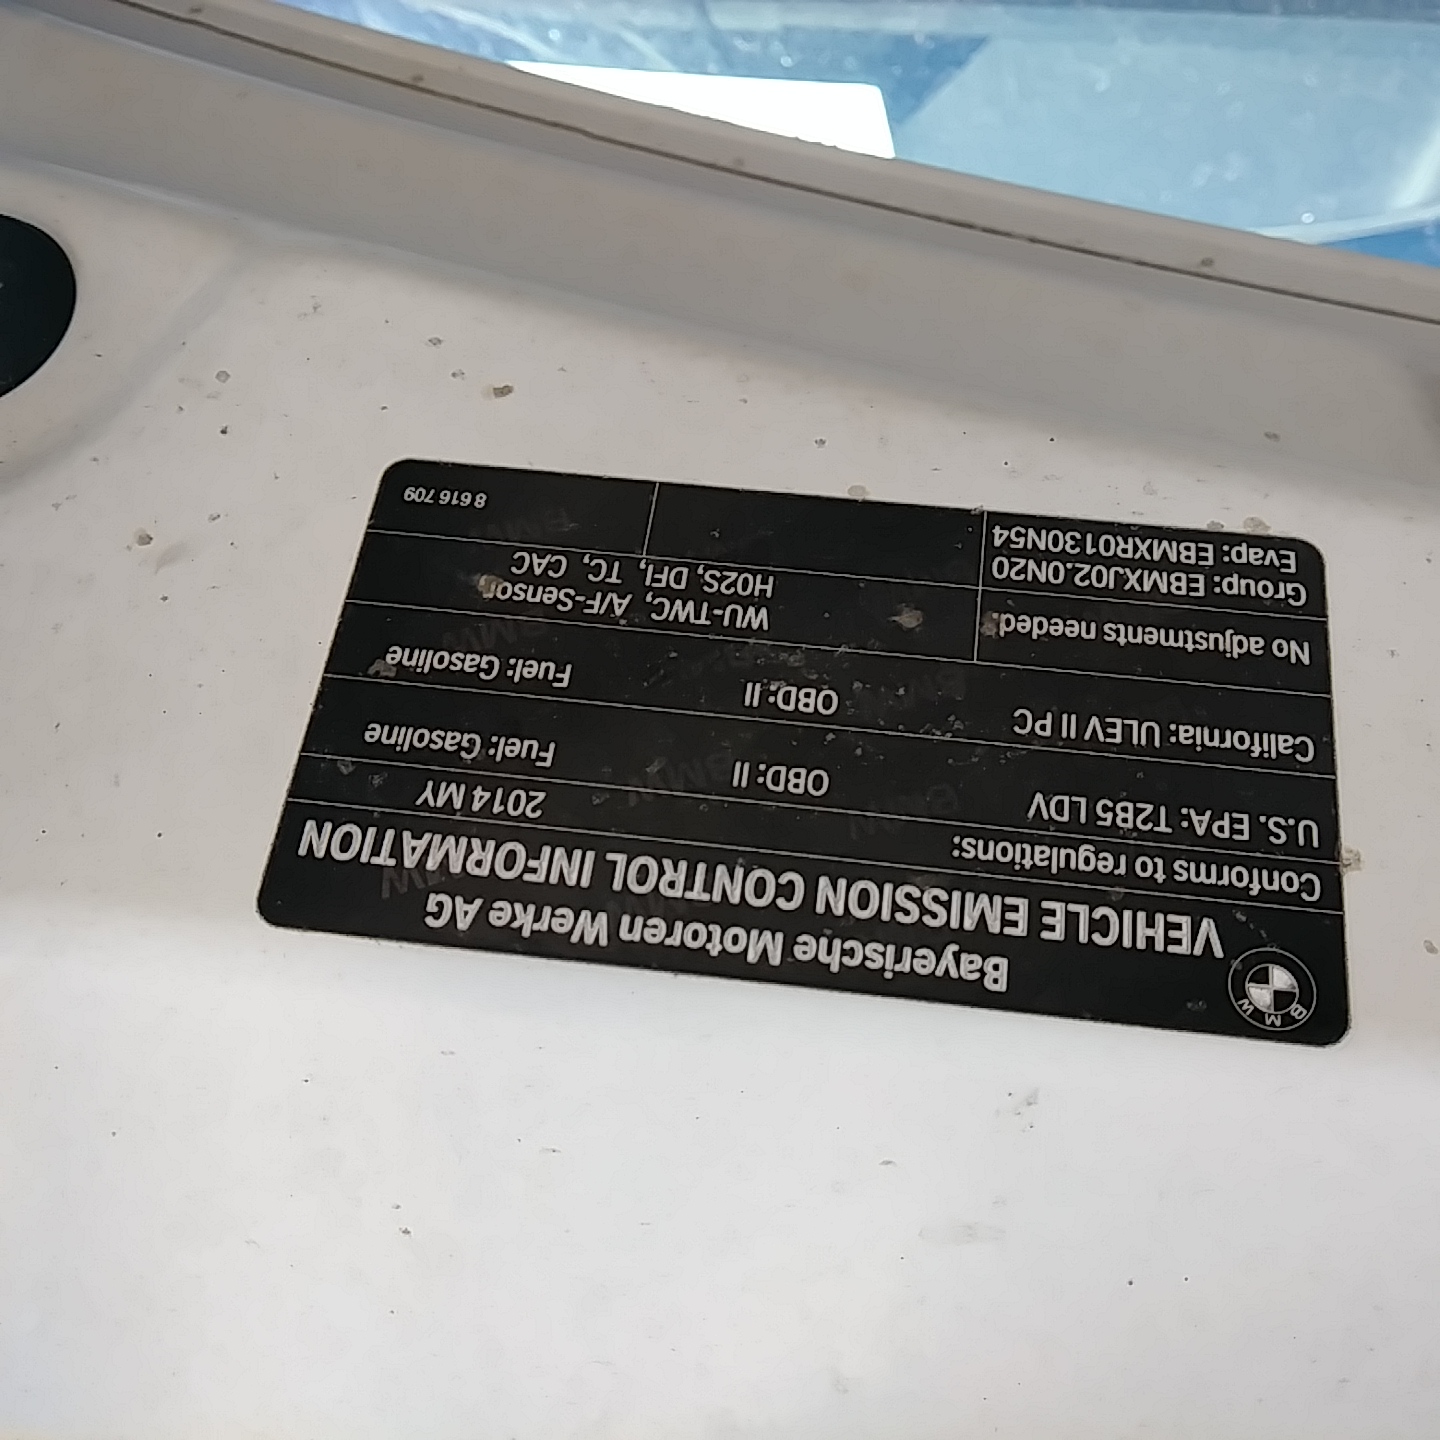 BMW
Bayerische Motoren Werke AG
VEHICLE EMISSION CONTROL INFORMATION
Conforms to regulations: 2014 MY
U.S. EPA: T2B5 LDV OBD: II Fuel: Gasoline
California: ULEV II PC OBD: II Fuel: Gasoline
No adjustments needed. WU-TWC, A/F-Sensor
HO2S, DFI, TC, CAC
Group: EBMXJ02.0N20
Evap: EBMXR0130N54
8 616 709